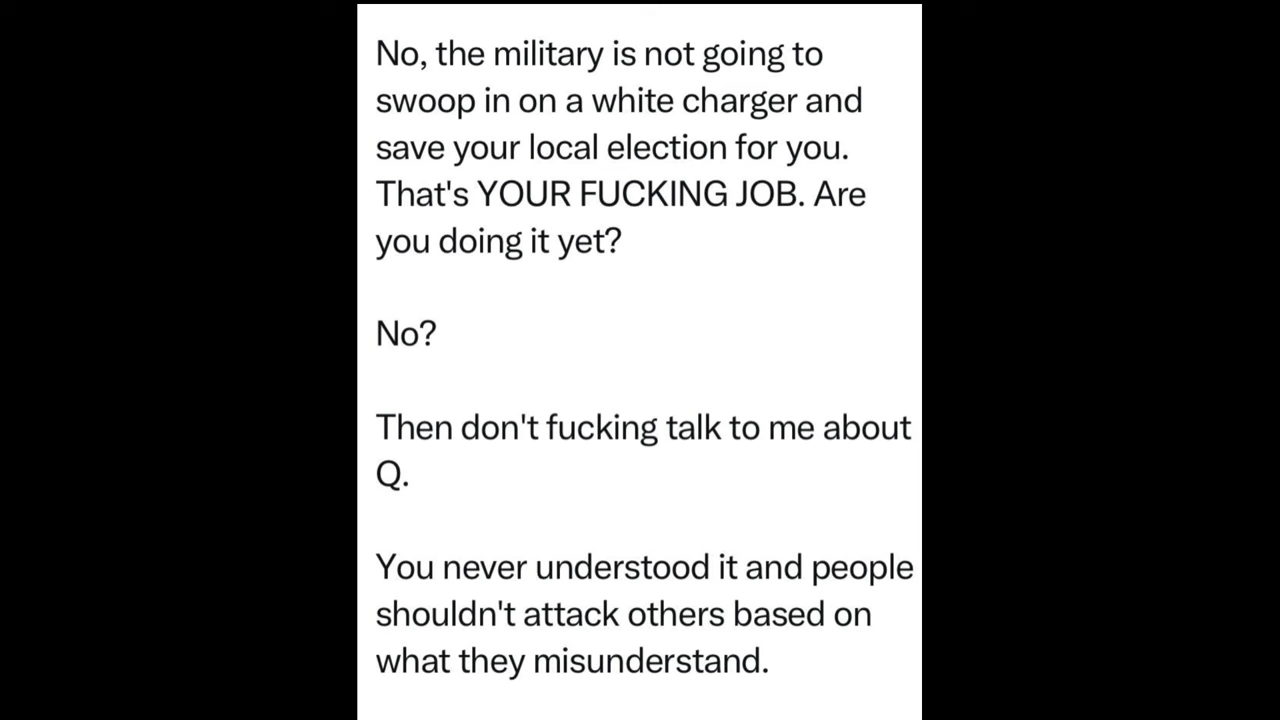 No, the military is not going to
swoop in on a white charger and
save your local election for you.
That's YOUR FUCKING JOB. Are
you doing it yet?
No?
Then don't fucking talk to me about
Q.
You never understood it and people
shouldn't attack others based on
what they misunderstand.